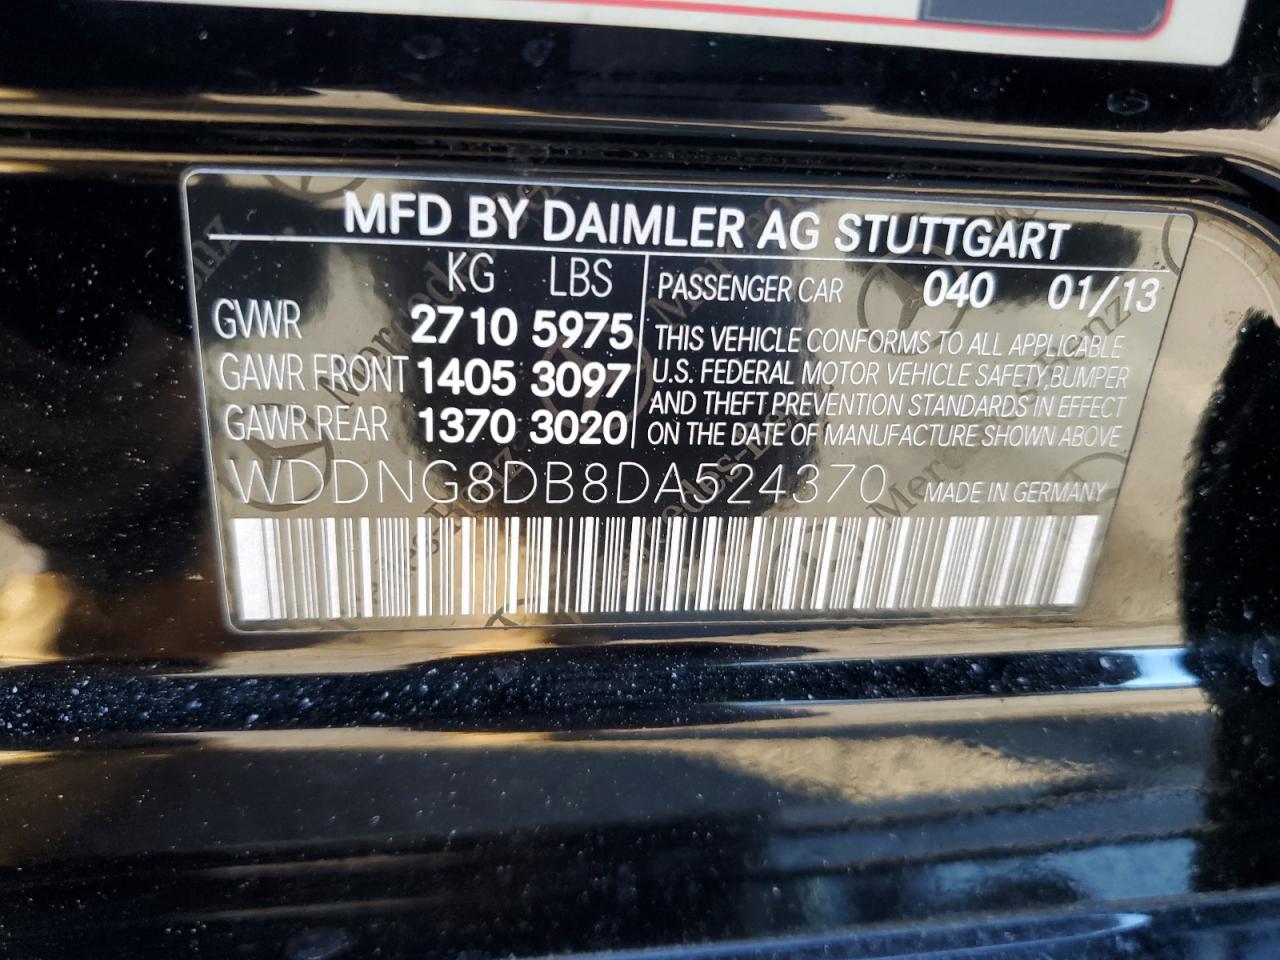 MFD BY DAIMLER AG STUTTGART
KG LBS
GVWR 2710 5975
GAWR FRONT 1405 3097
GAWR REAR 1370 3020
PASSENGER CAR 040 01/13
THIS VEHICLE CONFORMS TO ALL APPLICABLE
U.S. FEDERAL MOTOR VEHICLE SAFETY, BUMPER
AND THEFT PREVENTION STANDARDS IN EFFECT
ON THE DATE OF MANUFACTURE SHOWN ABOVE
WDDNG8DB8DA524370 MADE IN GERMANY